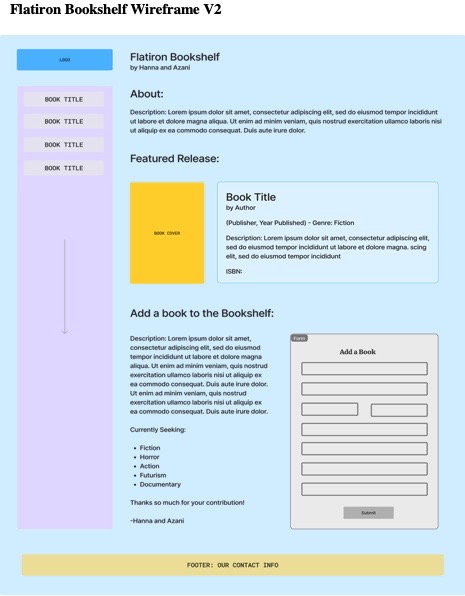 Flatiron Bookshelf Wireframe V2
LOGO
Flatiron Bookshelf
by Hanna and Azani
BOOK TITLE
BOOK TITLE
BOOK TITLE
BOOK TITLE
About:
Description: Lorem ipsum dolor sit amet, consectetur adipiscing elit, sed do eiusmod tempor incididunt
ut labore et dolore magna aliqua. Ut enim ad minim veniam, quis nostrud exercitation ullamco laboris nisi
ut aliquip ex ea commodo consequat. Duis aute irure dolor.
Featured Release:
BOOK COVER
Book Title
by Author
(Publisher, Year Published) - Genre: Fiction
Description: Lorem ipsum dolor sit amet, consectetur adipiscing elit,
sed do eiusmod tempor incididunt ut labore et dolore magna. scing
elit, sed do eiusmod tempor incididunt
ISBN:
Add a book to the Bookshelf:
Description: Lorem ipsum dolor sit amet,
consectetur adipiscing elit, sed do eiusmod
tempor incididunt ut labore et dolore magna
aliqua. Ut enim ad minim veniam, quis nostrud
exercitation ullamco laboris nisi ut aliquip ex
ea commodo consequat. Duis aute irure dolor.
Ut enim ad minim veniam, quis nostrud
exercitation ullamco laboris nisi ut aliquip ex
ea commodo consequat. Duis aute irure dolor.
Currently Seeking:
• Fiction
• Horror
• Action
• Futurism
• Documentary
Thanks so much for your contribution!
-Hanna and Azani
Form
Add a Book
Submit
FOOTER: OUR CONTACT INFO